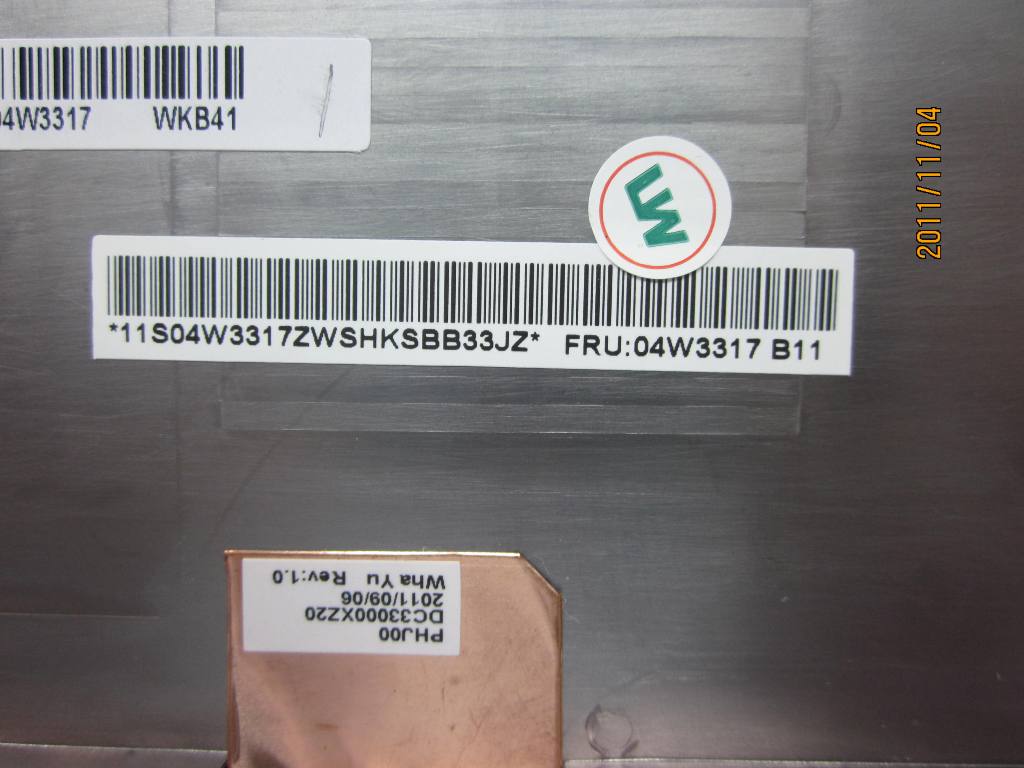 04W3317 WKB41
2011/11/04
*11S04W3317ZWSHKSBB33JZ* FRU:04W3317 B11
PHJ00
DC33000XZ20
2011/09/06
Wha Yu Rev:1.0